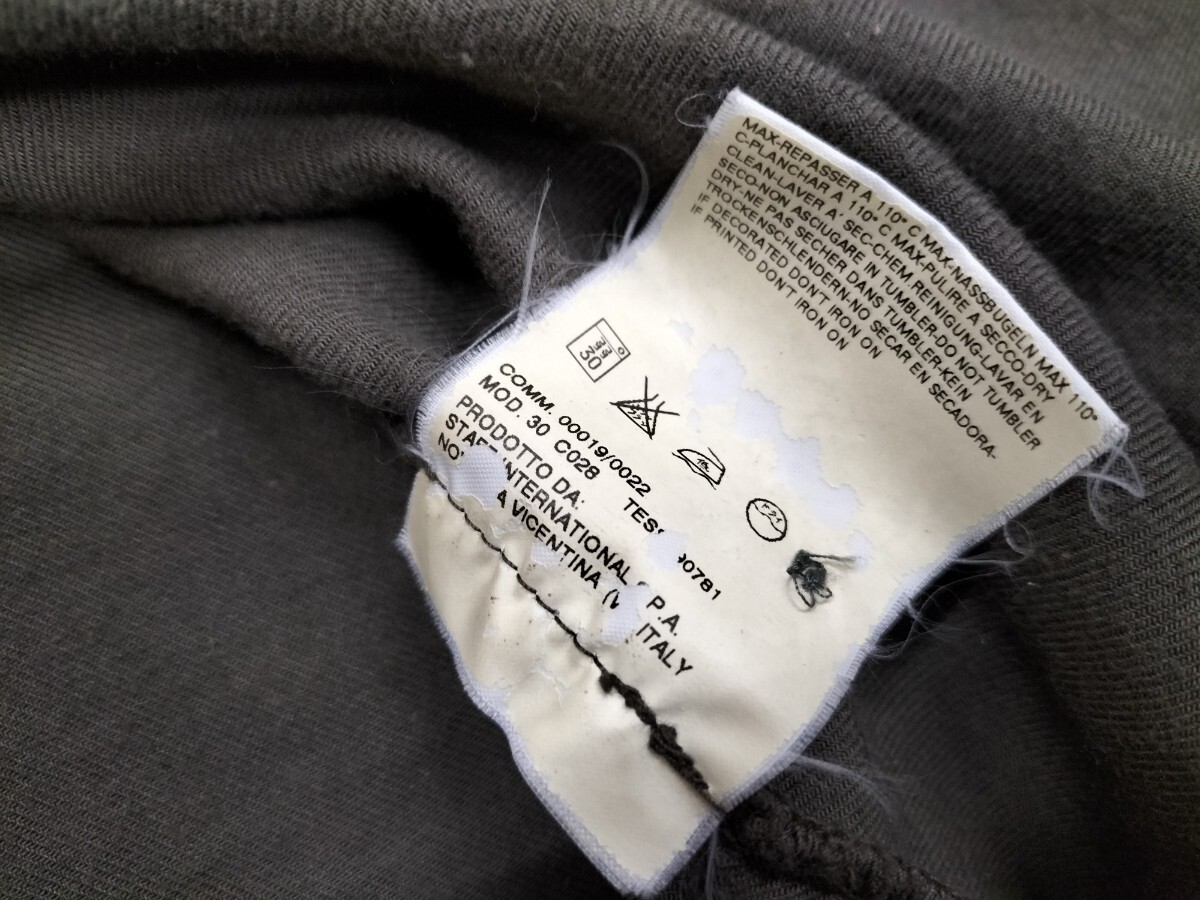 MAX-REPASSER A 110° C MAX-NASSBUGELN MAX 110°
C-PLANCHAR A 110° C MAX-PULIRE A SECCO-DRY
CLEAN-LAVER A' SEC-CHEM REINIGUNG-LAVAR EN
SECO-NON ASCIUGARE IN TUMBLER-DO NOT TUMBLER
DRY-NE PAS SECHER DANS TUMBLER-KEIN
TROCKENSCHLENDERN-NO SECAR EN SECADORA-
IF DECORATED DON'T IRON ON
IF PRINTED DON'T IRON ON
30
COMM. 00019/0022
MOD. 30 C028 TESS 0781
PRODOTTO DA:
INTERNATIONAL P.A.
A VICENTINA ITALY